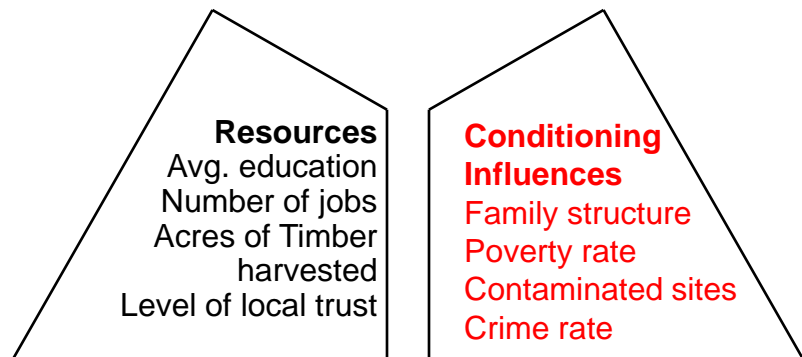 Resources
Avg. education
Number of jobs
Acres of Timber
harvested
Level of local trust
Conditioning
Influences
Family structure
Poverty rate
Contaminated sites
Crime rate